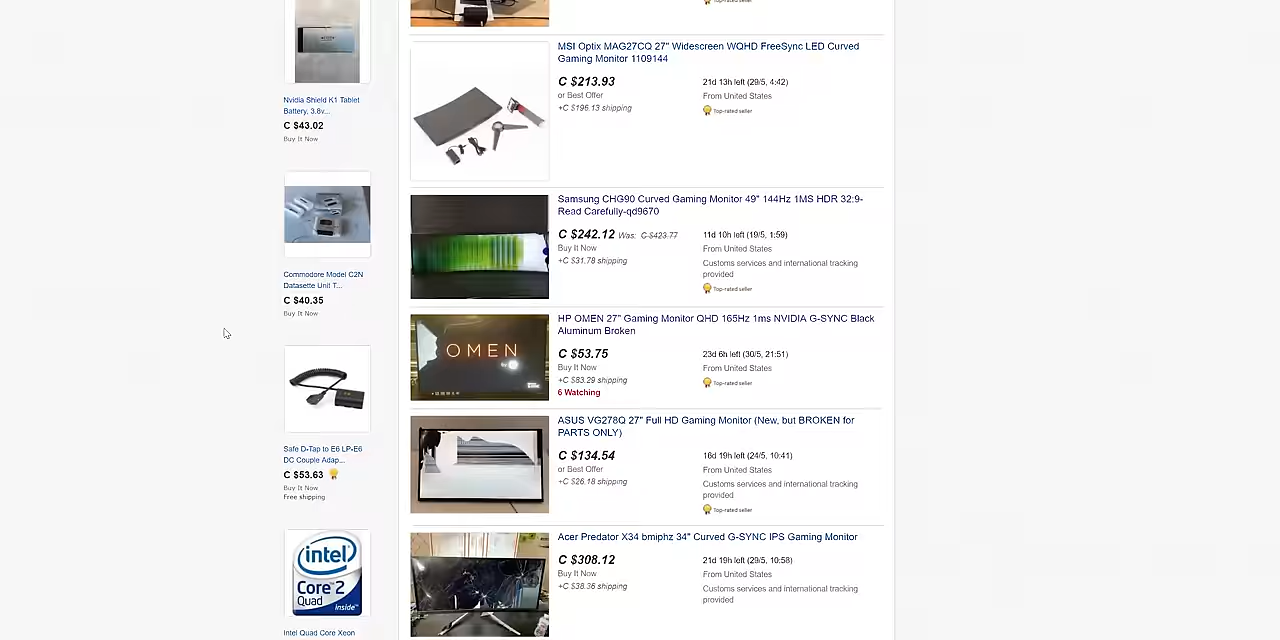 Top-rated seller
MSI Optix MAG27CQ 27" Widescreen WQHD FreeSync LED Curved
Gaming Monitor 1109144
C $213.93
or Best Offer
+C $196.13 shipping
21d 13h left (29/5, 4:42)
From United States
Top-rated seller
Samsung CHG90 Curved Gaming Monitor 49" 144Hz 1MS HDR 32:9-
Read Carefully-qd9670
C $242.12 Was: C $423.77
Buy It Now
+C $31.78 shipping
11d 10h left (19/5, 1:59)
From United States
Customs services and international tracking
provided
Top-rated seller
HP OMEN 27" Gaming Monitor QHD 165Hz 1ms NVIDIA G-SYNC Black
Aluminum Broken
C $53.75
Buy It Now
+C $83.29 shipping
6 Watching
23d 6h left (30/5, 21:51)
From United States
Top-rated seller
OMEN
by
ASUS VG278Q 27" Full HD Gaming Monitor (New, but BROKEN for
PARTS ONLY)
C $134.54
or Best Offer
+C $26.18 shipping
16d 19h left (24/5, 10:41)
From United States
Customs services and international tracking
provided
Top-rated seller
Acer Predator X34 bmiphz 34" Curved G-SYNC IPS Gaming Monitor
C $308.12
Buy It Now
+C $38.36 shipping
21d 19h left (29/5, 10:58)
From United States
Customs services and international tracking
provided
Nvidia Shield K1 Tablet
Battery, 3.8v...
C $43.02
Buy It Now
Commodore Model C2N
Datasette Unit T...
C $40.35
Buy It Now
Safe D-Tap to E6 LP-E6
DC Couple Adap...
C $53.63
Buy It Now
Free shipping
intel
Core™2
Quad
inside™
Intel Quad Core Xeon